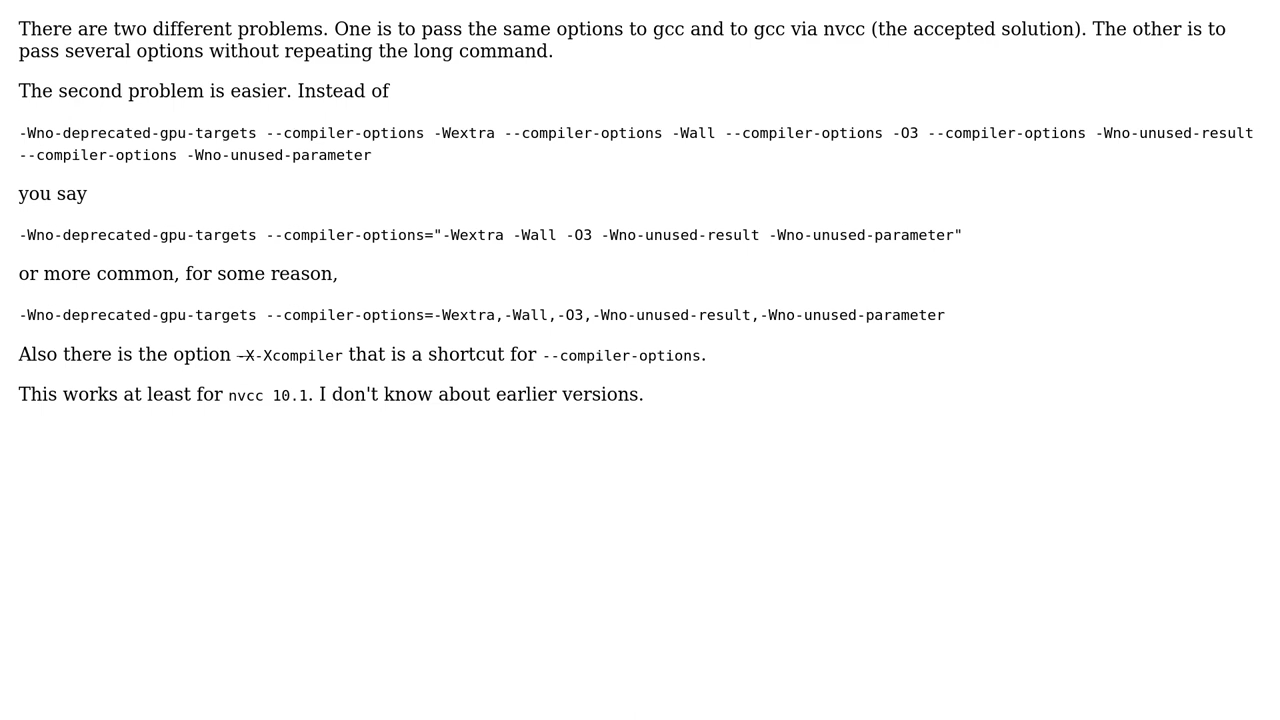 There are two different problems. One is to pass the same options to gcc and to gcc via nvcc (the accepted solution). The other is to
pass several options without repeating the long command.
The second problem is easier. Instead of
-Wno-deprecated-gpu-targets --compiler-options -Wextra --compiler-options -Wall --compiler-options -O3 --compiler-options -Wno-unused-result
--compiler-options -Wno-unused-parameter
you say
-Wno-deprecated-gpu-targets --compiler-options="-Wextra -Wall -O3 -Wno-unused-result -Wno-unused-parameter"
or more common, for some reason,
-Wno-deprecated-gpu-targets --compiler-options=-Wextra,-Wall,-O3,-Wno-unused-result,-Wno-unused-parameter
Also there is the option -X-Xcompiler that is a shortcut for --compiler-options.
This works at least for nvcc 10.1. I don't know about earlier versions.